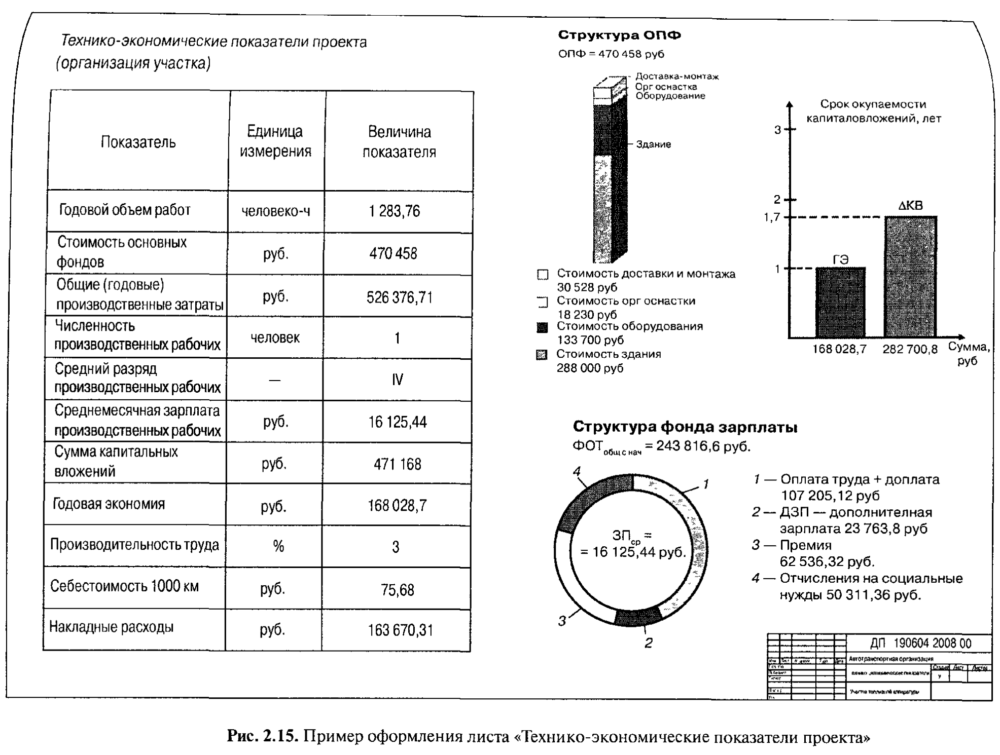 Технико-экономические показатели проекта
(организация участка)
Показатель
Единица
измерения
Величина
показателя
Годовой объем работ
человеко-ч
1 283,76
Стоимость основных
фондов
руб.
470 458
Общие (годовые)
производственные затраты
руб.
526 376,71
Численность
производственных рабочих
человек
1
Средний разряд
производственных рабочих
—
IV
Среднемесячная зарплата
производственных рабочих
руб.
16 125,44
Сумма капитальных
вложений
руб.
471 168
Годовая экономия
руб.
168 028,7
Производительность труда
%
3
Себестоимость 1000 км
руб.
75,68
Накладные расходы
руб.
163 670,31
Структура ОПФ
ОПФ = 470 458 руб
Доставка-монтаж
Орг оснастка
Оборудование
Здание
Стоимость доставки и монтажа
30 528 руб
Стоимость орг оснастки
18 230 руб
Стоимость оборудования
133 700 руб
Стоимость здания
288 000 руб
Срок окупаемости
капиталовложений, лет
3
2
1,7
1
ГЭ
ΔКВ
168 028,7
282 700,8
Сумма,
руб
Структура фонда зарплаты
ФОТобщ с нач = 243 816,6 руб.
4
1
3
2
ЗПср =
= 16 125,44 руб.
1 — Оплата труда + доплата
107 205,12 руб
2 — ДЗП — дополнителная
зарплата 23 763,8 руб
3 — Премия
62 536,32 руб.
4 — Отчисления на социальные
нужды 50 311,36 руб.
ДП 190604 2008 00
Автотранспортная организация
Стадия
Лист
Листов
У
Участок топливной аппаратуры
Рис. 2.15. Пример оформления листа «Технико-экономические показатели проекта»